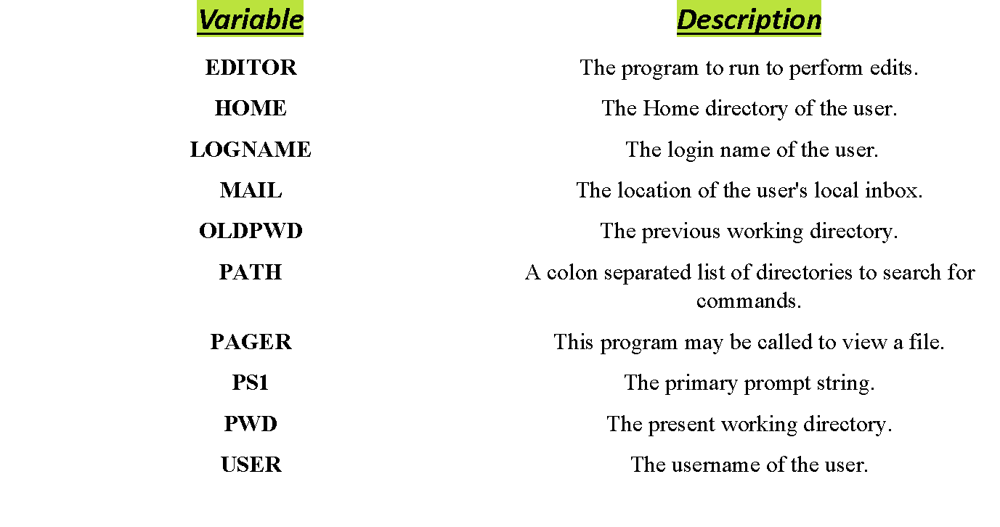 Variable Description
EDITOR The program to run to perform edits.
HOME The Home directory of the user.
LOGNAME The login name of the user.
MAIL The location of the user's local inbox.
OLDPWD The previous working directory.
PATH A colon separated list of directories to search for
commands.
PAGER This program may be called to view a file.
PS1 The primary prompt string.
PWD The present working directory.
USER The username of the user.